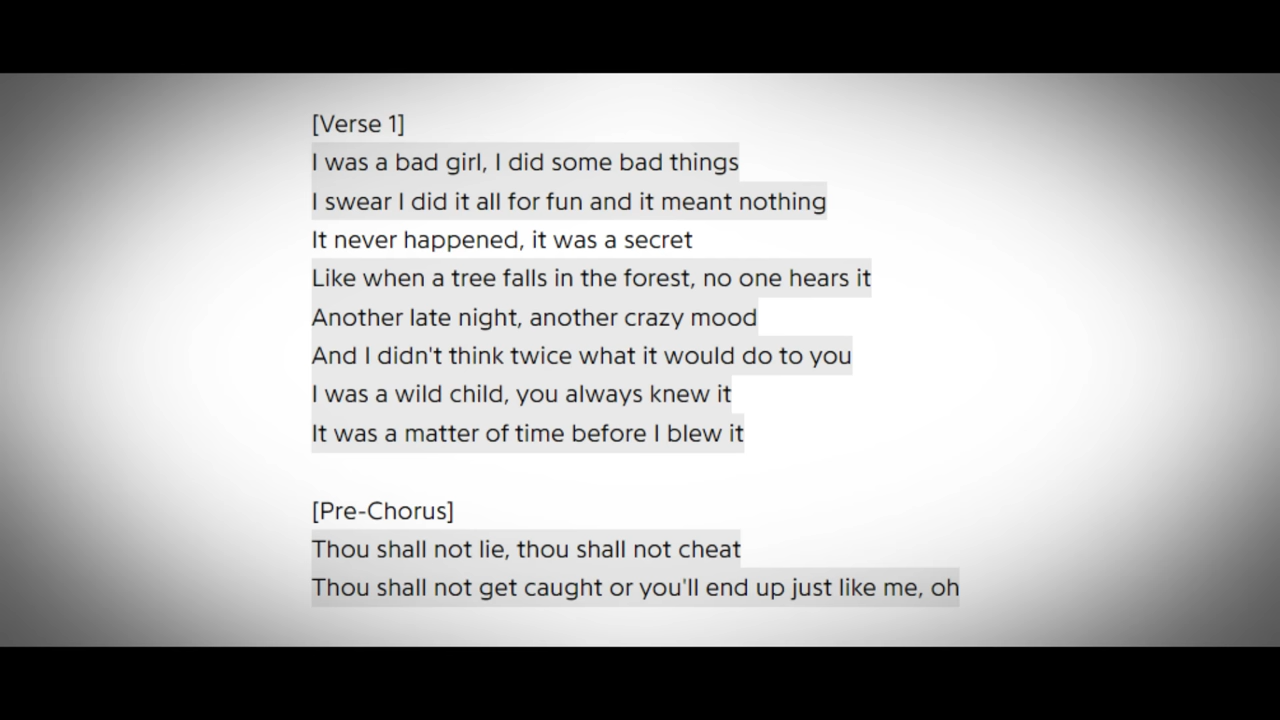 [Verse 1]
I was a bad girl, I did some bad things
I swear I did it all for fun and it meant nothing
It never happened, it was a secret
Like when a tree falls in the forest, no one hears it
Another late night, another crazy mood
And I didn't think twice what it would do to you
I was a wild child, you always knew it
It was a matter of time before I blew it
[Pre-Chorus]
Thou shall not lie, thou shall not cheat
Thou shall not get caught or you'll end up just like me, oh